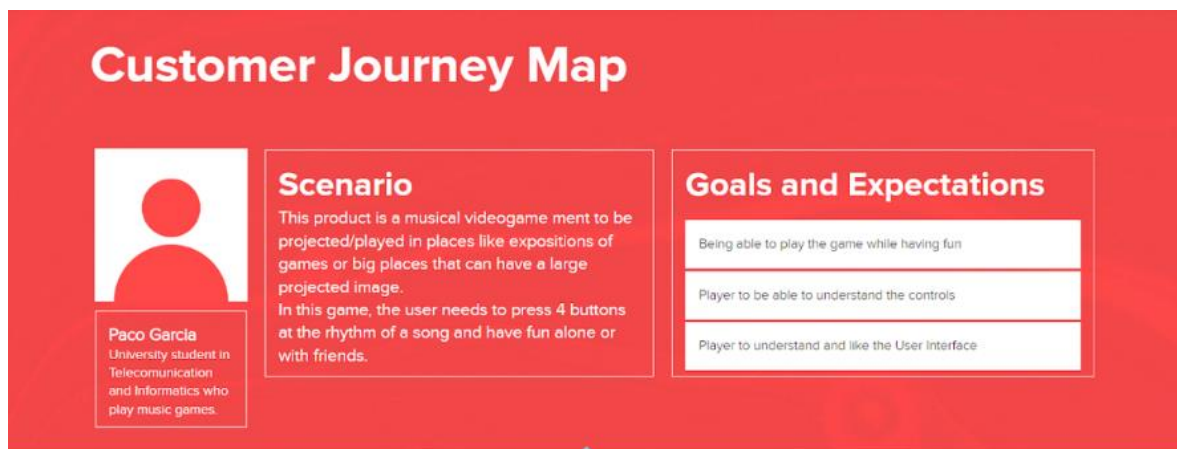 Customer Journey Map
Paco Garcia
University student in
Telecomunication
and Informatics who
play music games.
Scenario
This product is a musical videogame ment to be
projected/played in places like expositions of
games or big places that can have a large
projected image.
In this game, the user needs to press 4 buttons
at the rhythm of a song and have fun alone or
with friends.
Goals and Expectations
Being able to play the game while having fun
Player to be able to understand the controls
Player to understand and like the User Interface